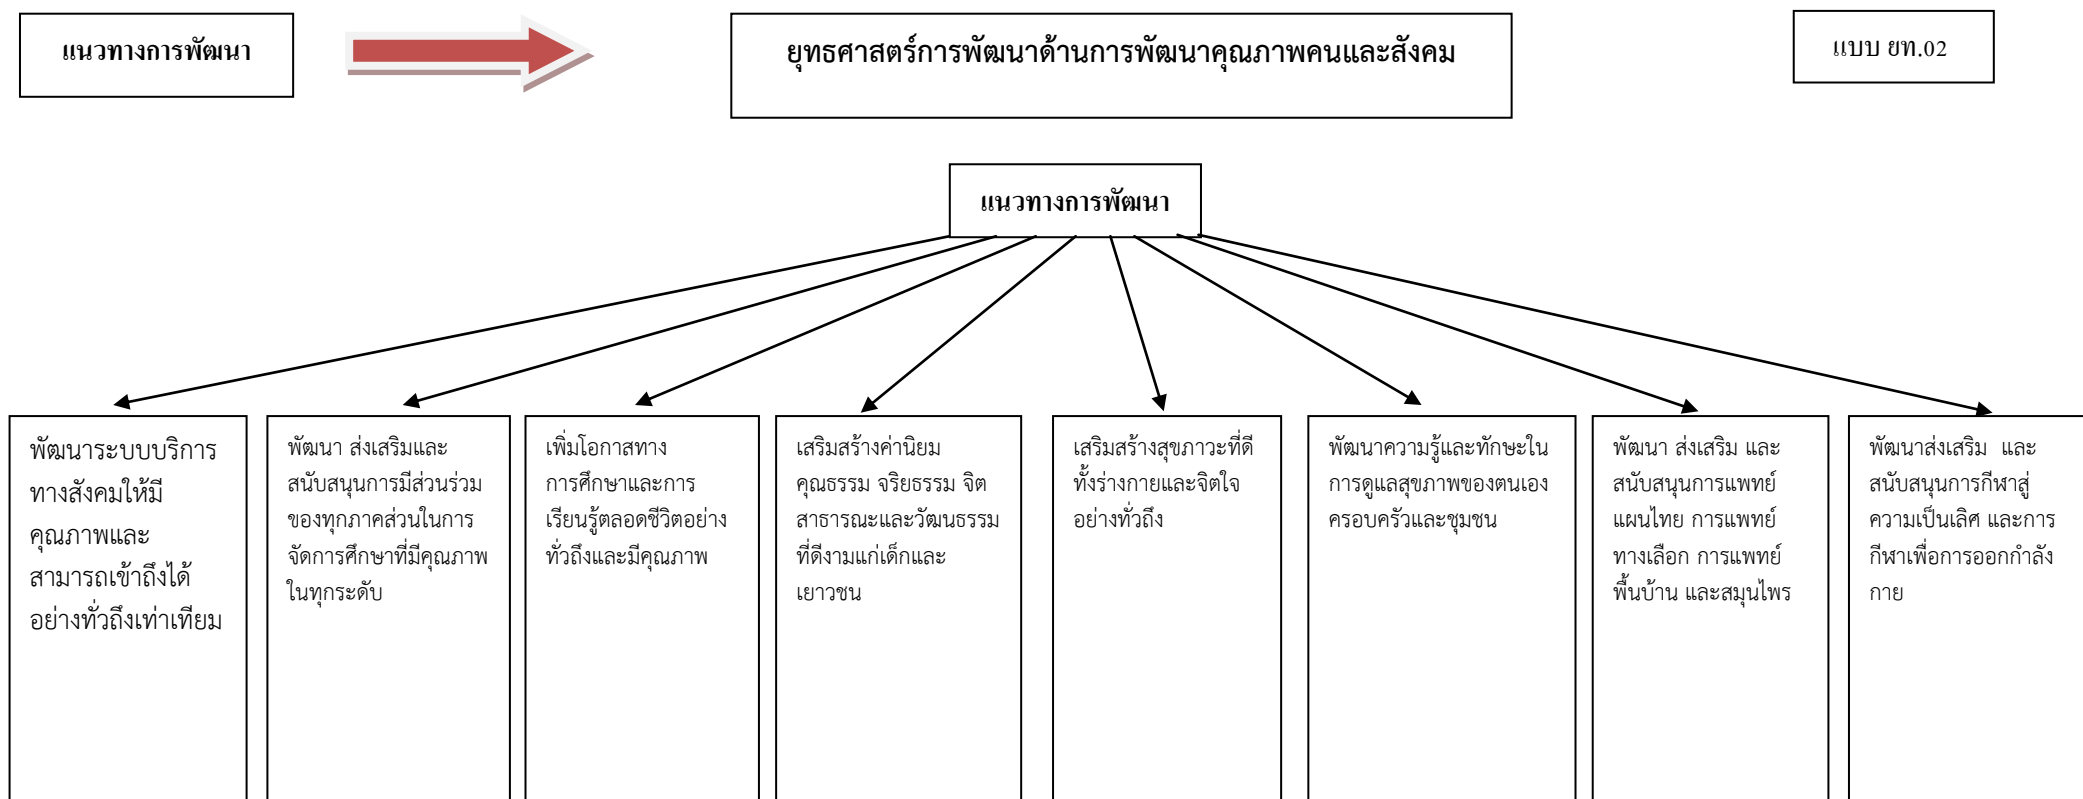 แนวทางการพัฒนา
ยุทธศาสตร์การพัฒนาด้านการพัฒนาคุณภาพคนและสังคม
แบบ ยท.02
แนวทางการพัฒนา
พัฒนาระบบบริการ
ทางสังคมให้มี
คุณภาพและ
สามารถเข้าถึงได้
อย่างทั่วถึงเท่าเทียม
พัฒนา ส่งเสริมและ
สนับสนุนการมีส่วนร่วม
ของทุกภาคส่วนในการ
จัดการศึกษาที่มีคุณภาพ
ในทุกระดับ
เพิ่มโอกาสทาง
การศึกษาและการ
เรียนรู้ตลอดชีวิตอย่าง
ทั่วถึงและมีคุณภาพ
เสริมสร้างค่านิยม
คุณธรรม จริยธรรม จิต
สาธารณะและวัฒนธรรม
ที่ดีงามแก่เด็กและ
เยาวชน
เสริมสร้างสุขภาวะที่ดี
ทั้งร่างกายและจิตใจ
อย่างทั่วถึง
พัฒนาความรู้และทักษะใน
การดูแลสุขภาพของตนเอง
ครอบครัวและชุมชน
พัฒนา ส่งเสริม และ
สนับสนุนการแพทย์
แผนไทย การแพทย์
ทางเลือก การแพทย์
พื้นบ้าน และสมุนไพร
พัฒนาส่งเสริม และ
สนับสนุนการกีฬาสู่
ความเป็นเลิศ และการ
กีฬาเพื่อการออกกำลัง
กาย